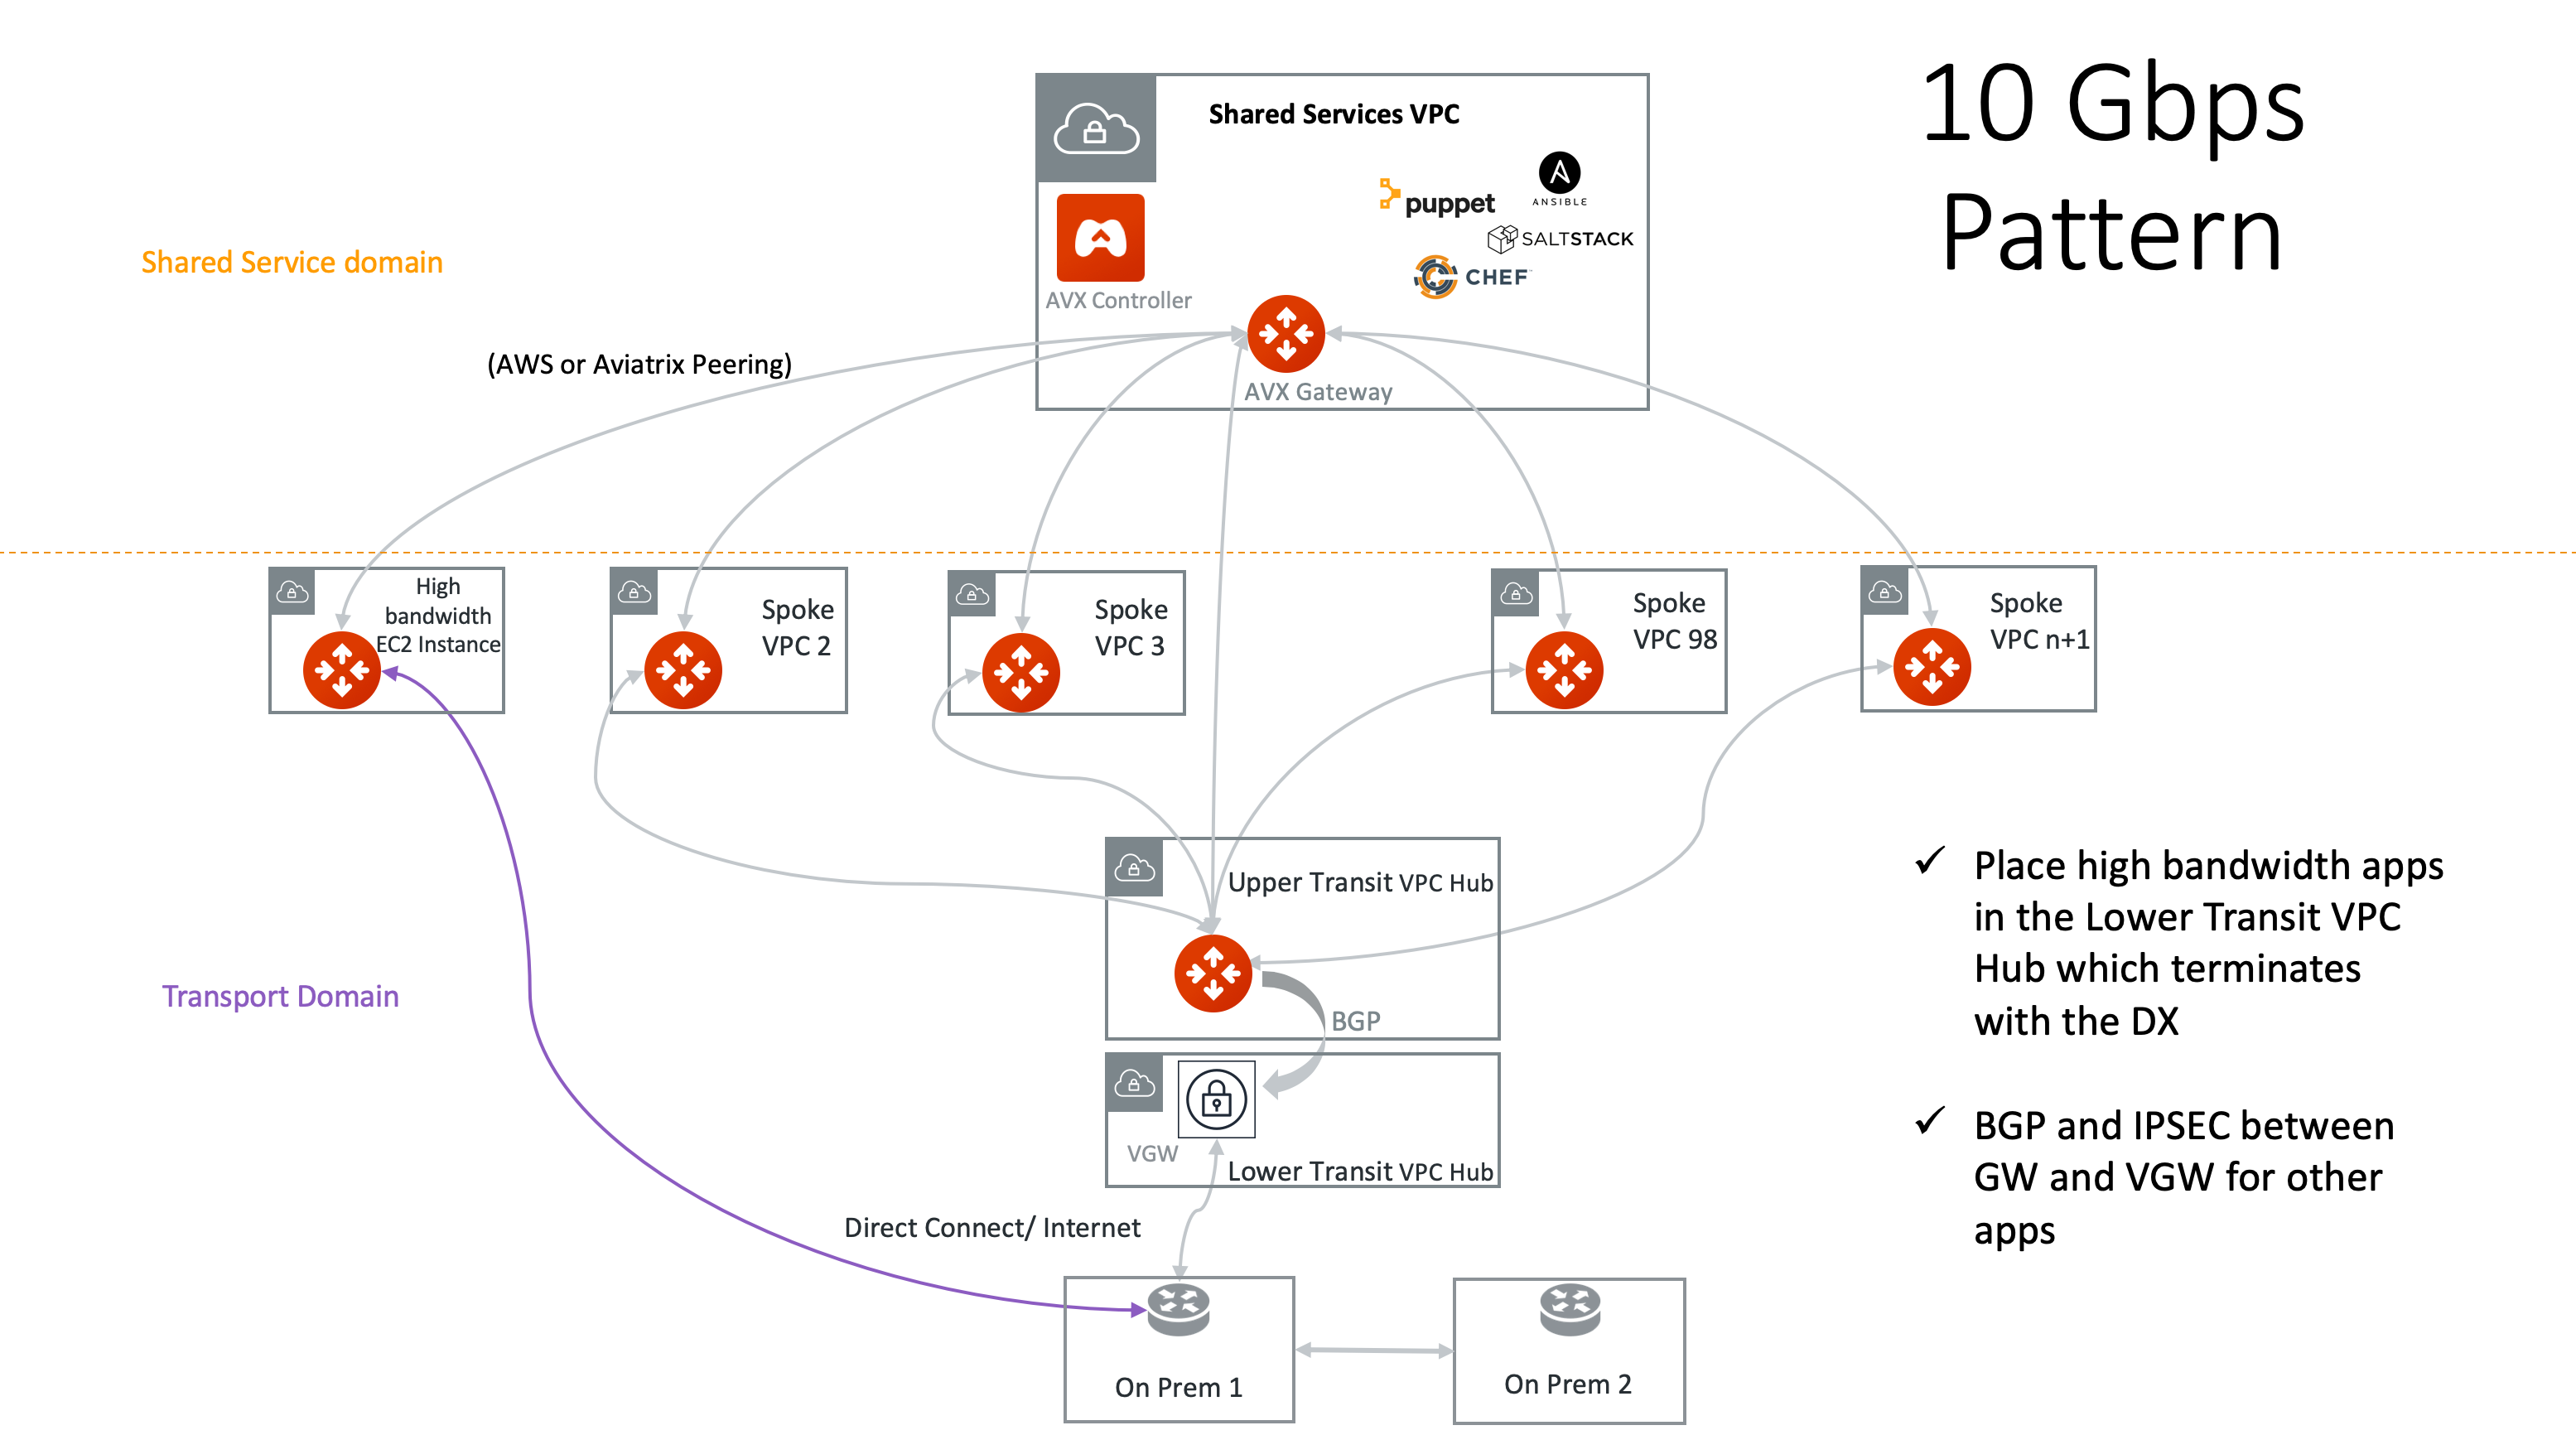 10 Gbps
Pattern
Shared Services VPC
puppet
ANSIBLE
SALTSTACK
CHEF
AVX Controller
AVX Gateway
Shared Service domain
(AWS or Aviatrix Peering)
High
bandwidth
EC2 Instance
Spoke
VPC 2
Spoke
VPC 3
Spoke
VPC 98
Spoke
VPC n+1
Upper Transit VPC Hub
BGP
Transport Domain
VGW
Lower Transit VPC Hub
Direct Connect/ Internet
On Prem 1
On Prem 2
✓ Place high bandwidth apps
in the Lower Transit VPC
Hub which terminates
with the DX
✓ BGP and IPSEC between
GW and VGW for other
apps